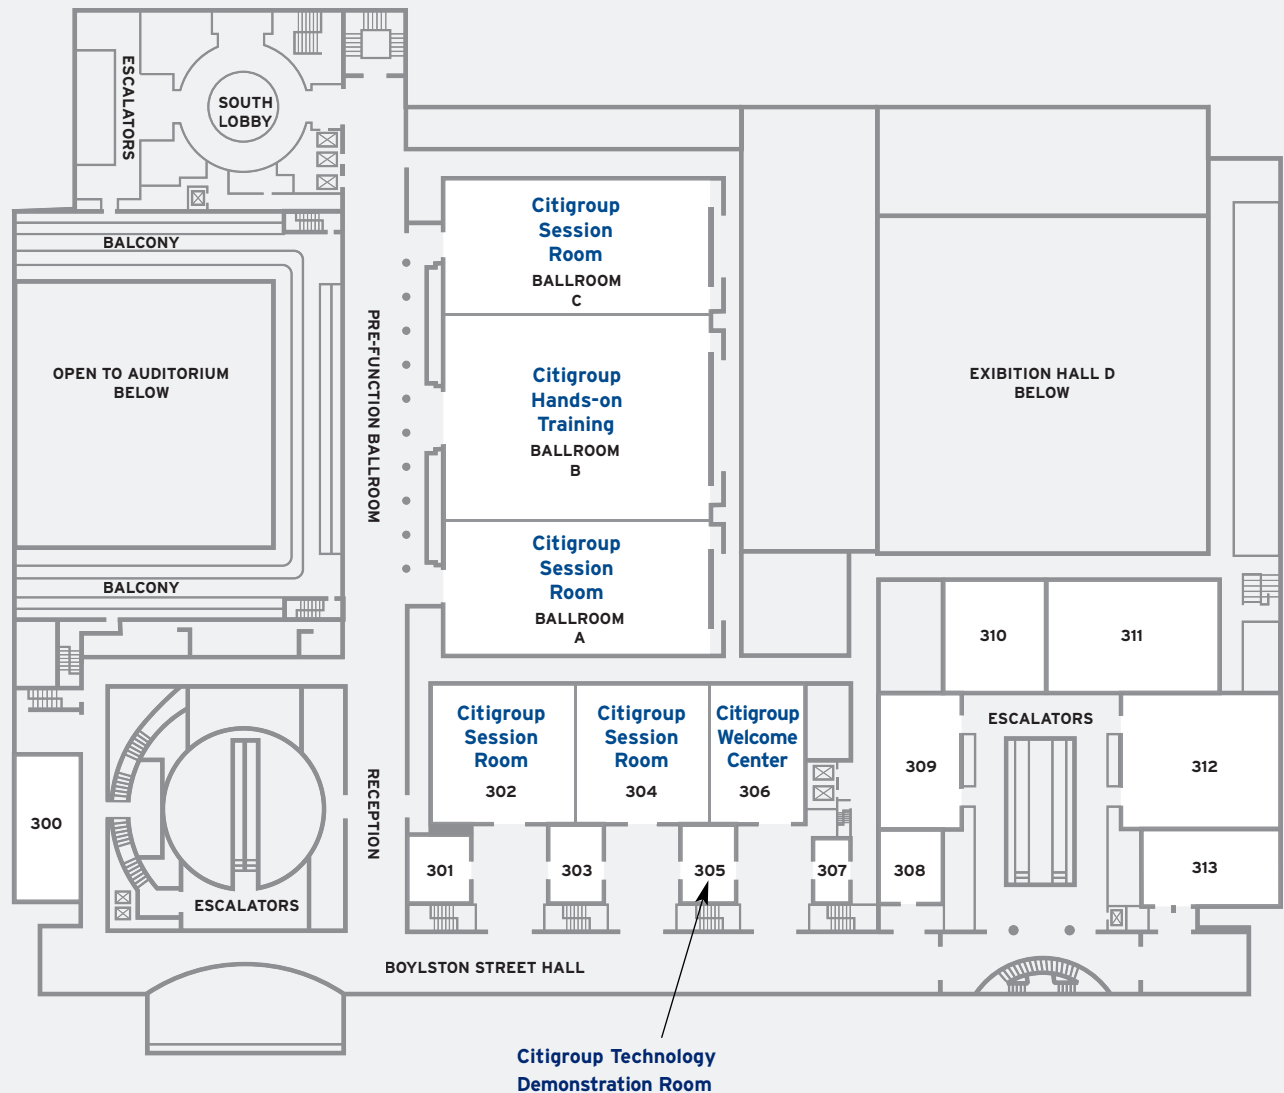 ESCALATORS
SOUTH
LOBBY
BALCONY
OPEN TO AUDITORIUM
BELOW
BALCONY
PRE-FUNCTION BALLROOM
Citigroup
Session
Room
BALLROOM
C
Citigroup
Hands-on
Training
BALLROOM
B
Citigroup
Session
Room
BALLROOM
A
EXIBITION HALL D
BELOW
310
311
ESCALATORS
309
312
308
313
Citigroup
Session
Room
302
Citigroup
Session
Room
304
Citigroup
Welcome
Center
306
300
RECEPTION
301
303
305
307
ESCALATORS
BOYLSTON STREET HALL
Citigroup Technology
Demonstration Room